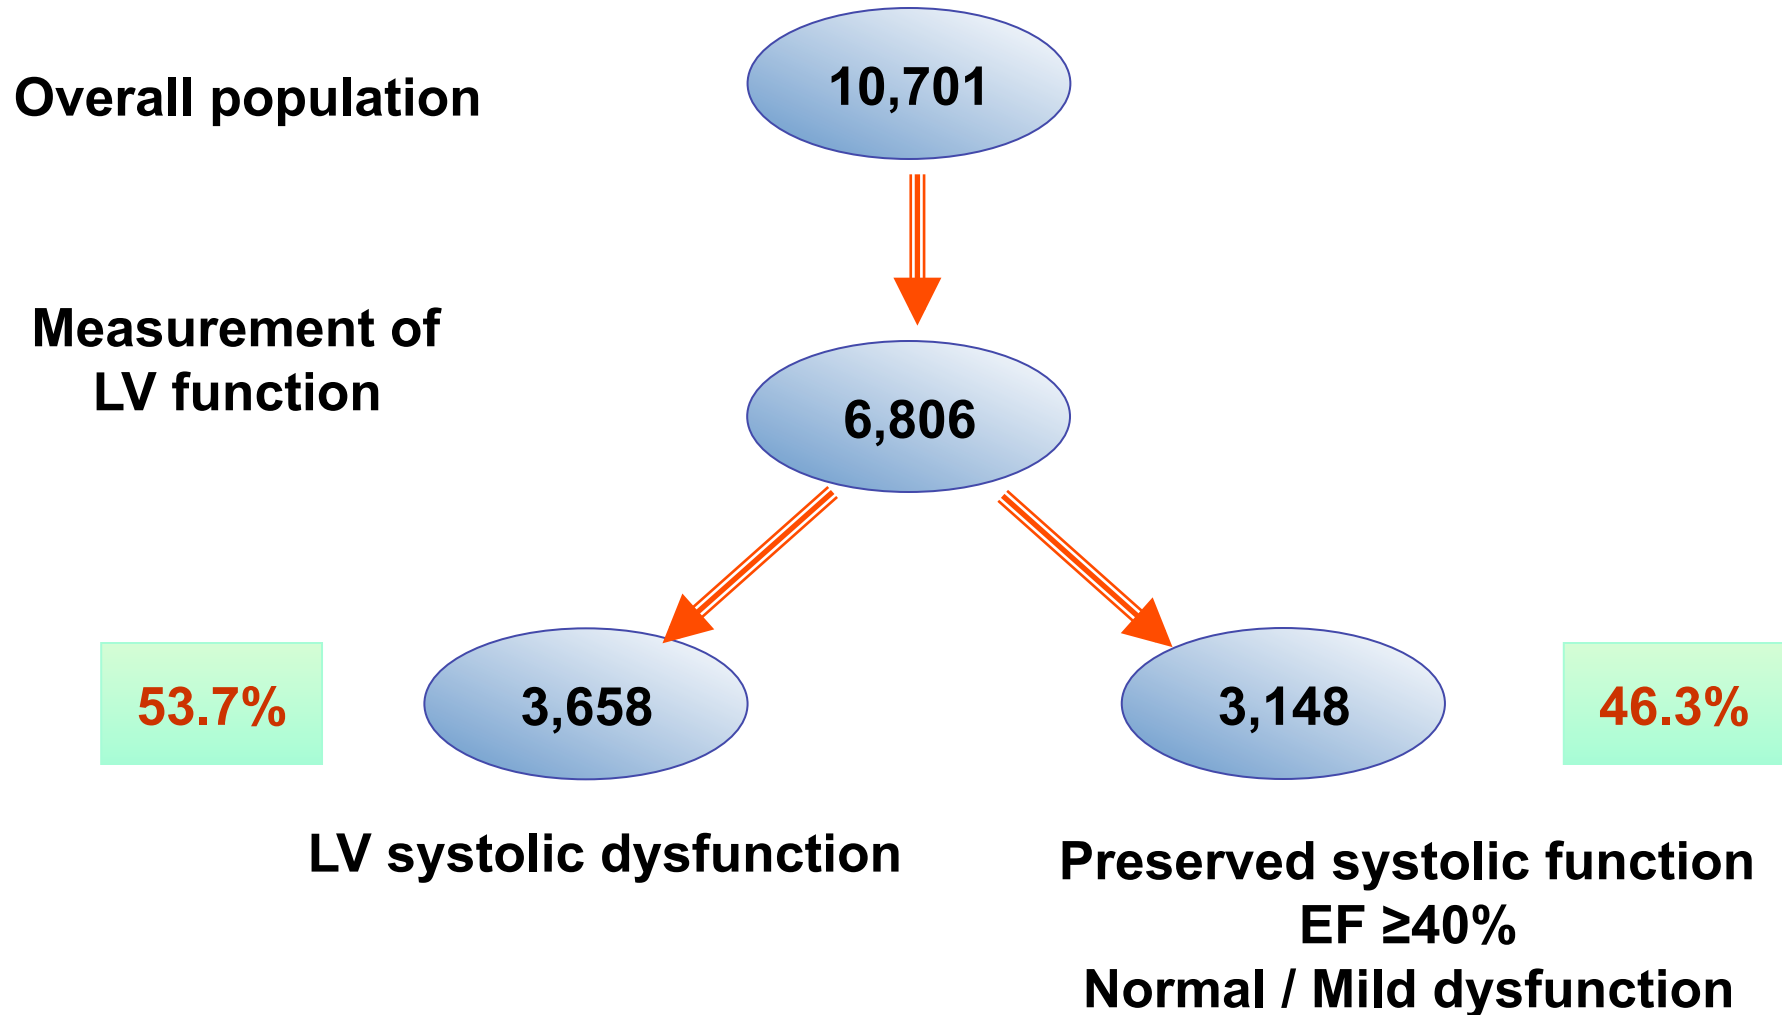 Overall population
10,701
Measurement of
LV function
6,806
53.7%
3,658
3,148
46.3%
LV systolic dysfunction
Preserved systolic function
EF ≥40%
Normal / Mild dysfunction